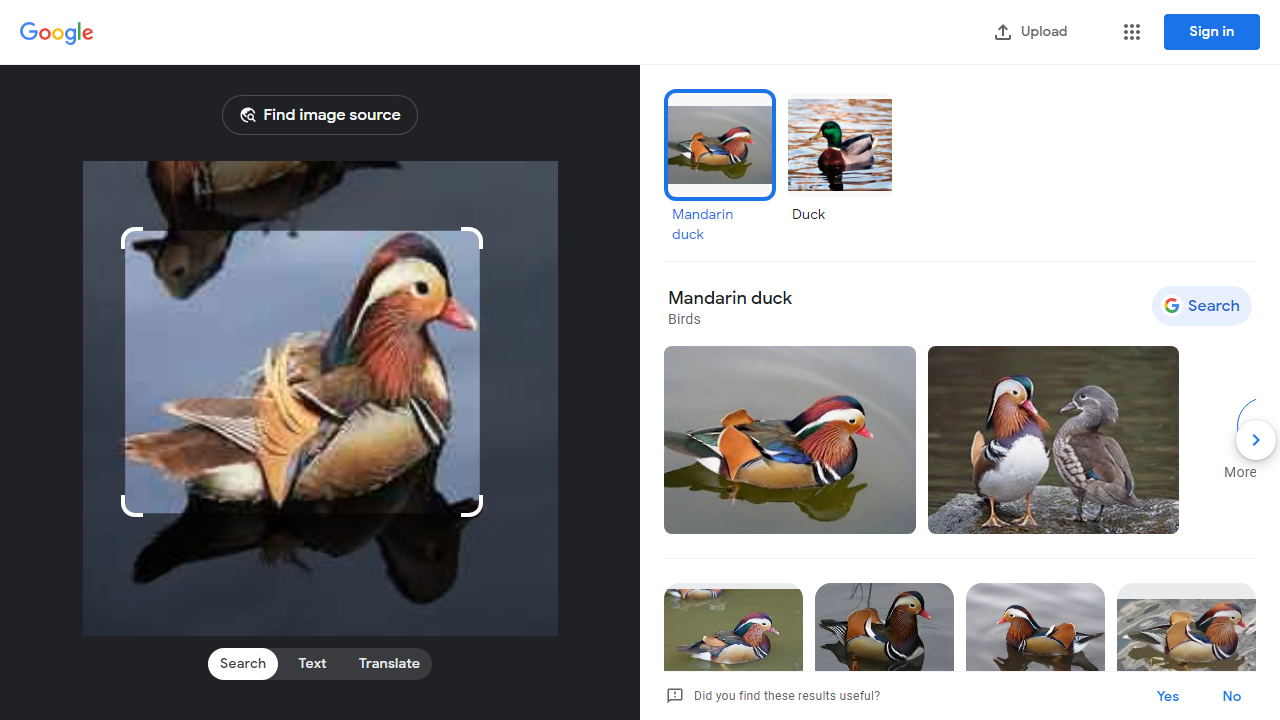 Google
Upload
Sign in
Find image source
Mandarin
duck
Duck
Mandarin duck
Birds
Search
More
Search
Text
Translate
Did you find these results useful?
Yes
No